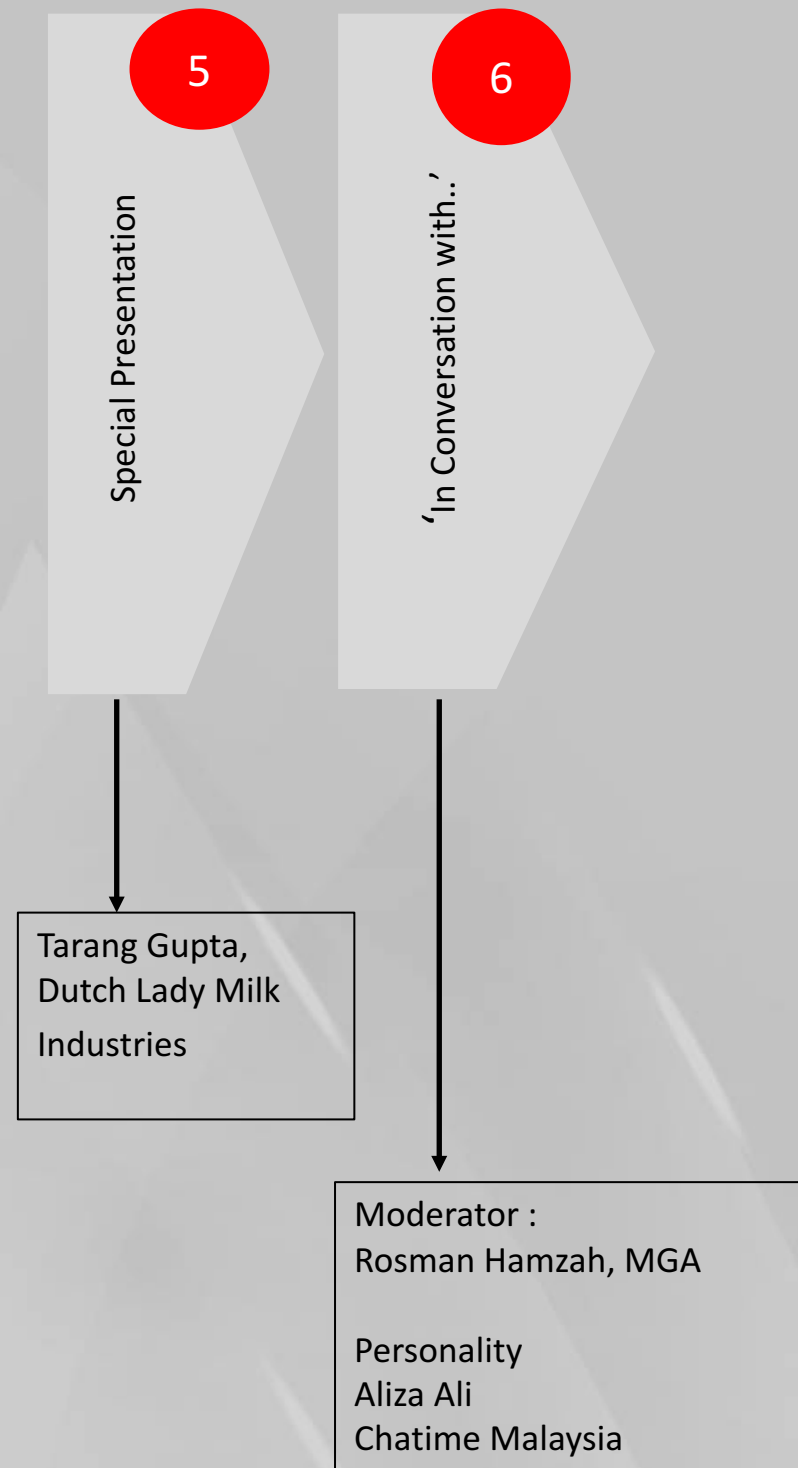 5
Special Presentation
Tarang Gupta,
Dutch Lady Milk
Industries
6
‘In Conversation with..’
Moderator :
Rosman Hamzah, MGA
Personality
Aliza Ali
Chatime Malaysia